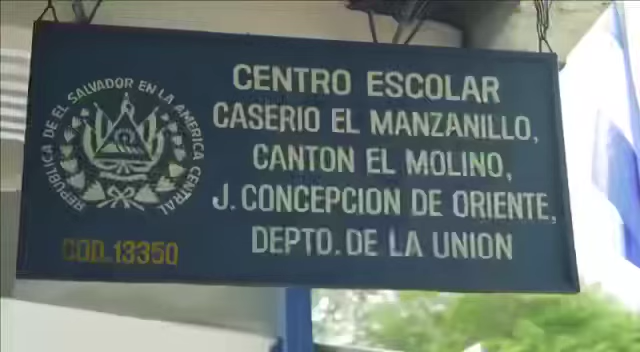 REPUBLICA DE EL SALVADOR EN LA AMERICA CENTRAL
COD. 13350
CENTRO ESCOLAR
CASERIO EL MANZANILLO,
CANTON EL MOLINO,
J. CONCEPCION DE ORIENTE,
DEPTO. DE LA UNION